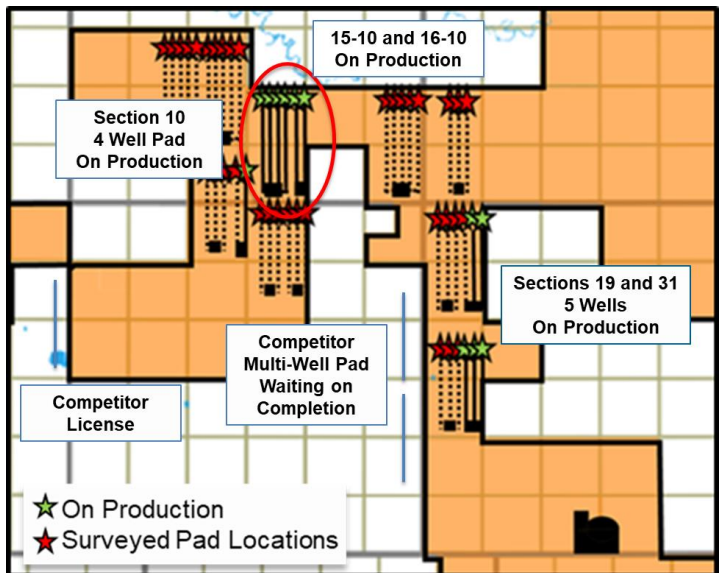 15-10 and 16-10
On Production
Section 10
4 Well Pad
On Production
Sections 19 and 31
5 Wells
On Production
Competitor
Multi-Well Pad
Waiting on
Completion
Competitor
License
On Production
Surveyed Pad Locations